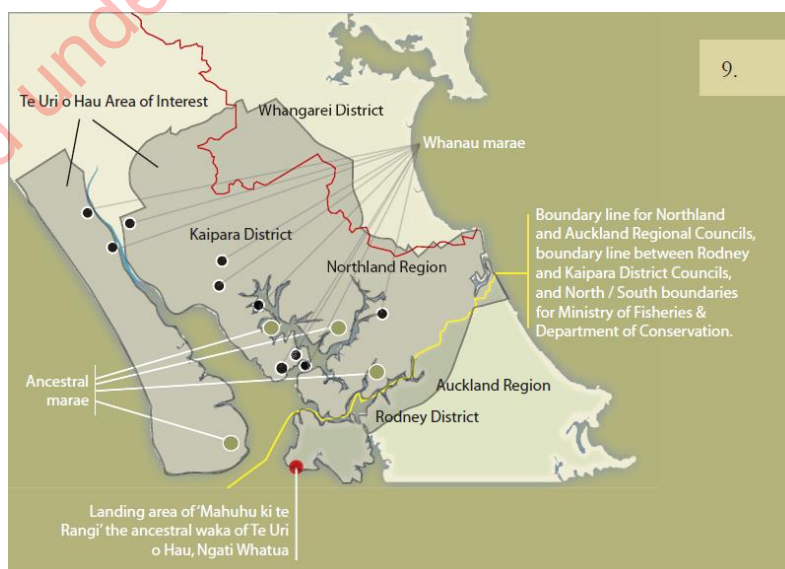 9.
Te Uri o Hau Area of Interest
Whangarei District
Whanau marae
Kaipara District
Northland Region
Boundary line for Northland
and Auckland Regional Councils,
boundary line between Rodney
and Kaipara District Councils,
and North / South boundaries
for Ministry of Fisheries &
Department of Conservation.
Ancestral
marae
Auckland Region
Rodney District
Landing area of ‘Mahuhu ki te
Rangi’ the ancestral waka of Te Uri
o Hau, Ngati Whatua
unde